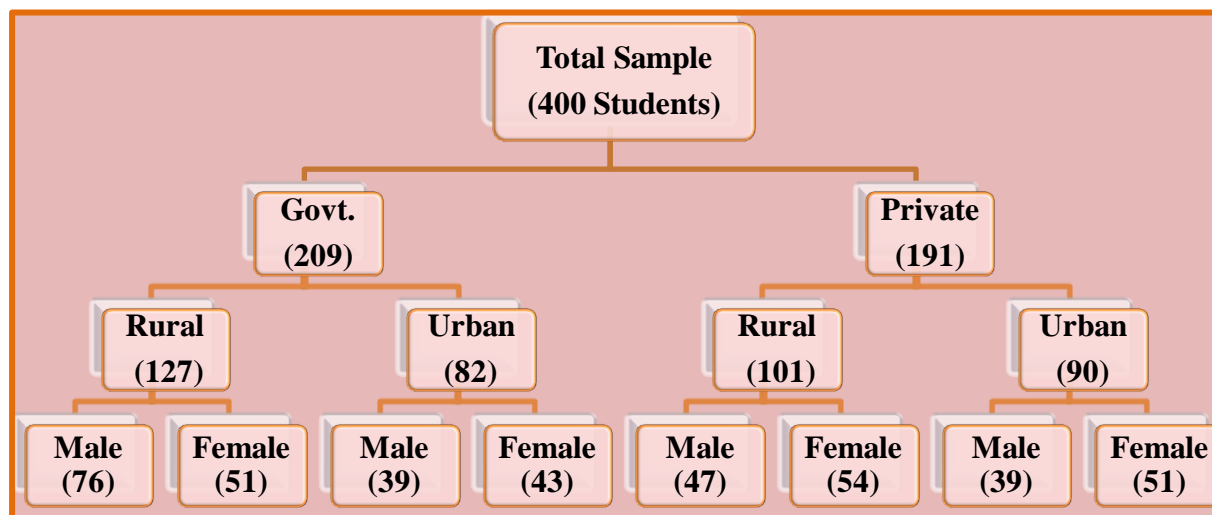 Total Sample
(400 Students)
Govt.
(209)
Private
(191)
Rural
(127)
Urban
(82)
Rural
(101)
Urban
(90)
Male
(76)
Female
(51)
Male
(39)
Female
(43)
Male
(47)
Female
(54)
Male
(39)
Female
(51)